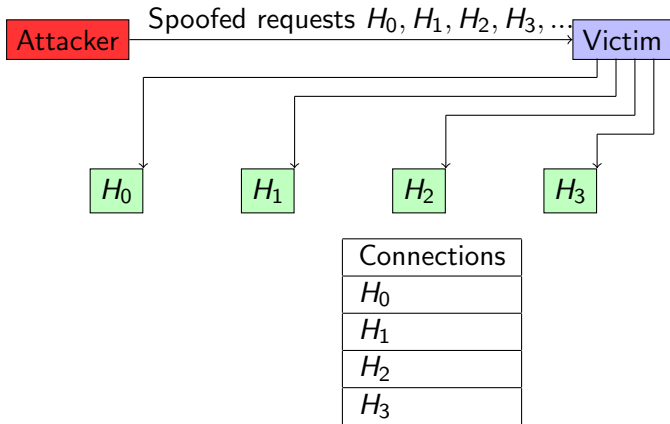 Spoofed requests H₀, H₁, H₂, H₃, ...
Attacker
Victim
H₀
H₁
H₂
H₃
Connections
H₀
H₁
H₂
H₃